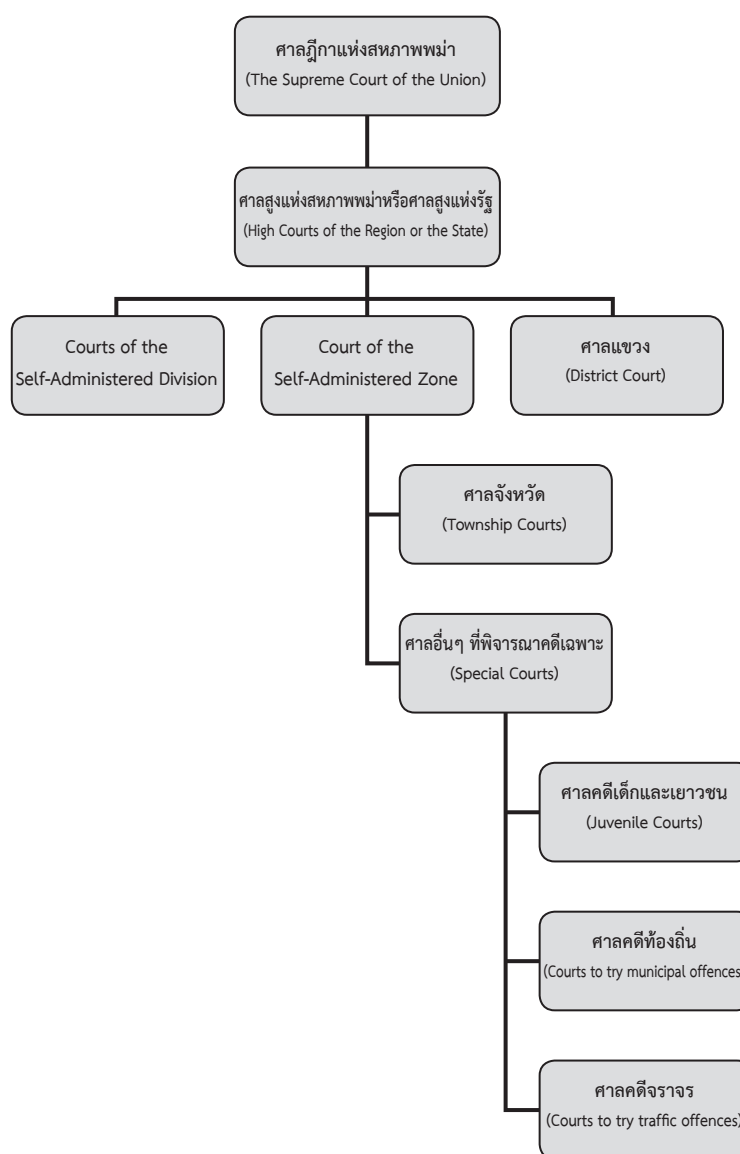 ศาลฎีกาแห่งสหภาพพม่า
(The Supreme Court of the Union)
ศาลสูงแห่งสหภาพพม่าหรือศาลสูงแห่งรัฐ
(High Courts of the Region or the State)
Courts of the
Self-Administered Division
Court of the
Self-Administered Zone
ศาลแขวง
(District Court)
ศาลจังหวัด
(Township Courts)
ศาลอื่นๆ ที่พิจารณาคดีเฉพาะ
(Special Courts)
ศาลคดีเด็กและเยาวชน
(Juvenile Courts)
ศาลคดีท้องถิ่น
(Courts to try municipal offences
ศาลคดีจราจร
(Courts to try traffic offences)